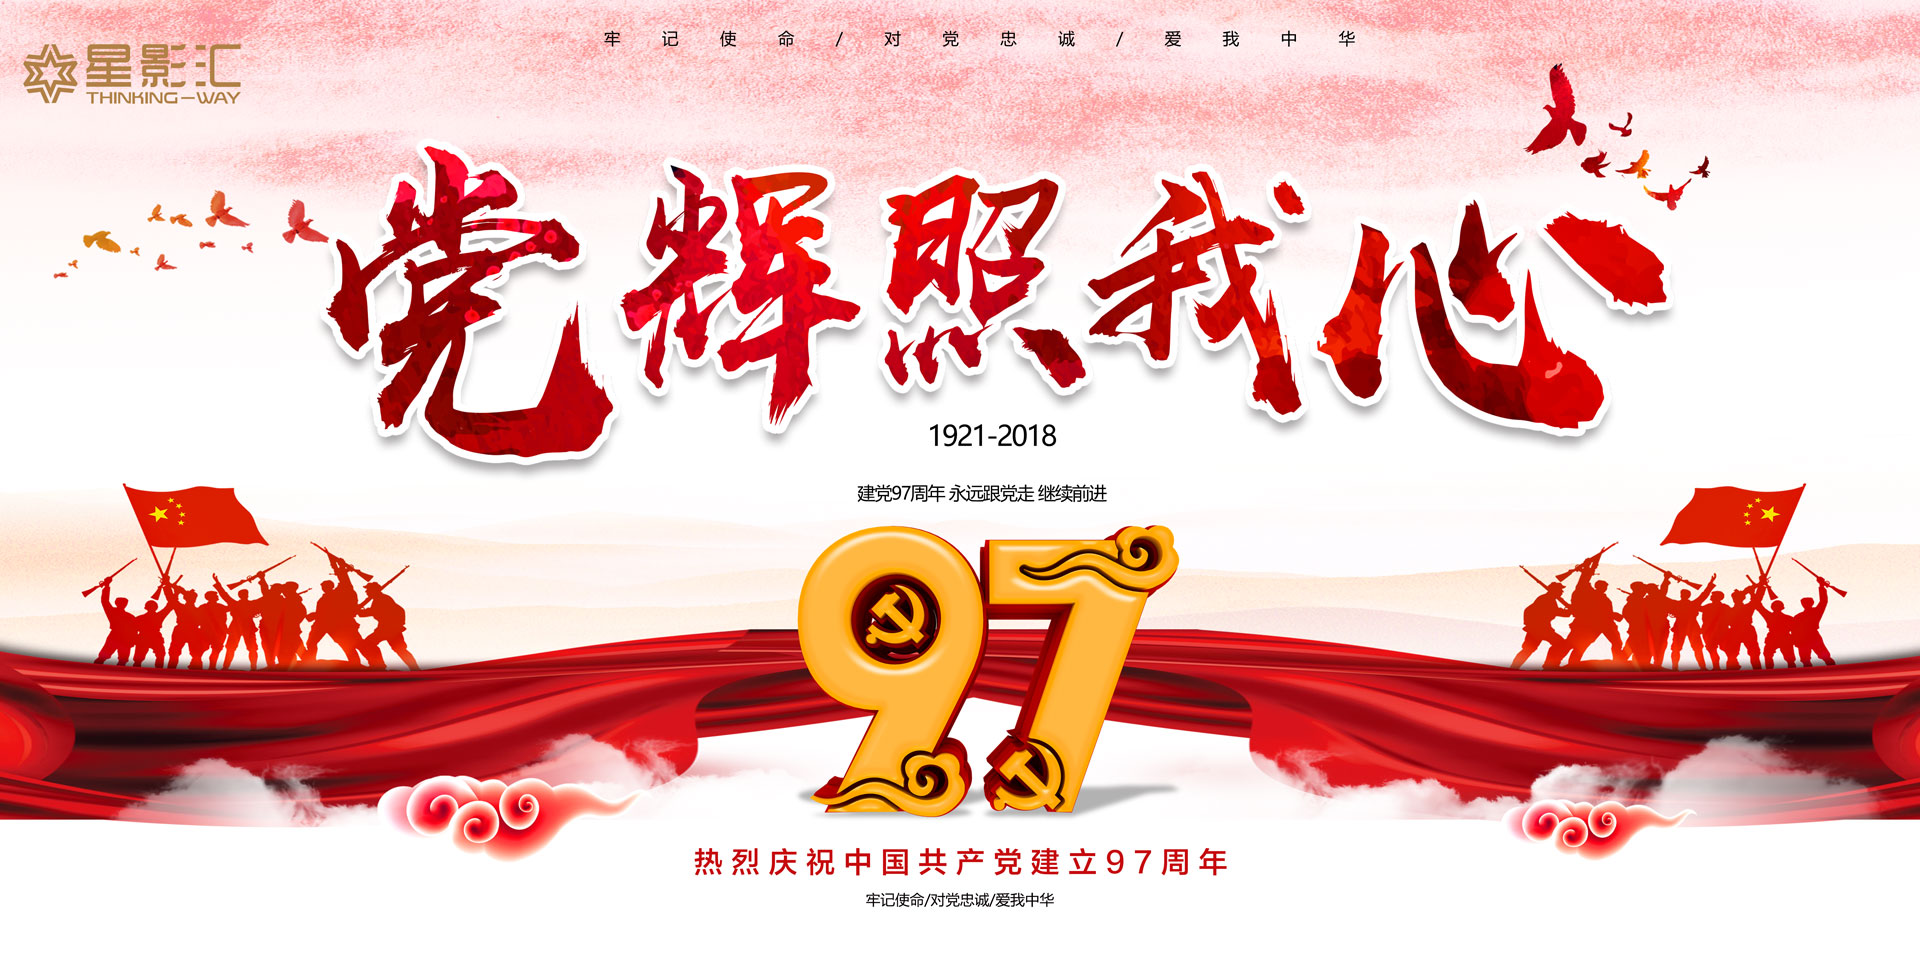 牢记使命/对党忠诚/爱我中华
星影汇
THINKING-WAY
党辉照我心
1921-2018
建党97周年 永远跟党走 继续前进
97
热烈庆祝中国共产党建立97周年
牢记使命/对党忠诚/爱我中华